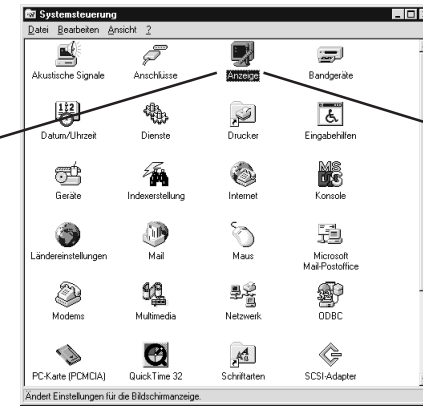 Systemsteuerung
Datei Bearbeiten Ansicht ?
Akustische Signale Anschlüsse Anzeige Bandgeräte
Datum/Uhrzeit Dienste Drucker Eingabehilfen
Geräte Indexerstellung Internet Konsole
Ländereinstellungen Mail Maus Microsoft
Mail-Postoffice
Modems Multimedia Netzwerk ODBC
PC-Karte (PCMCIA) QuickTime 32 Schriftarten SCSI-Adapter
Ändert Einstellungen für die Bildschirmanzeige.